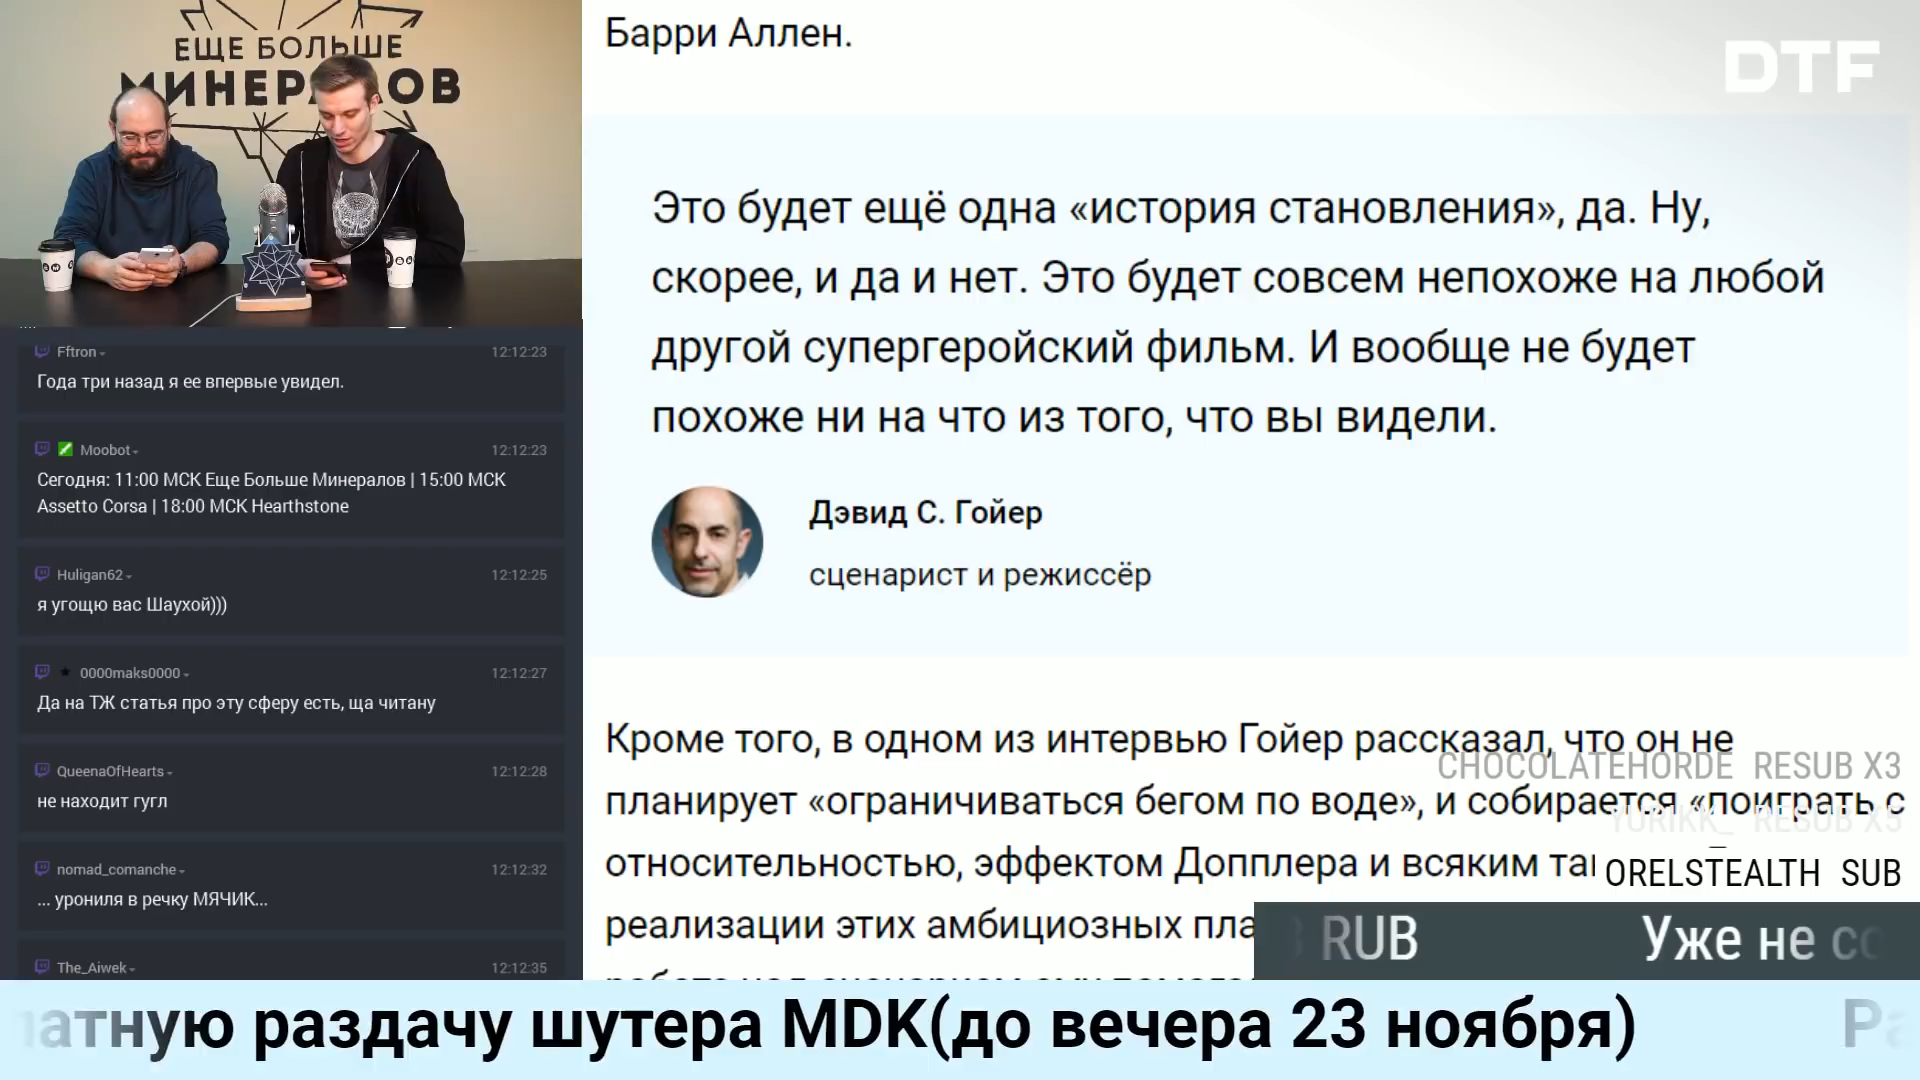 ЕЩЕ БОЛЬШЕ
Fftron
12:12:23
Года три назад я ее впервые увидел.
Moobot
12:12:23
Сегодня: 11:00 МСК Еще Больше Минералов | 15:00 МСК
Assetto Corsa | 18:00 МСК Hearthstone
Huligan62
12:12:25
я угощю вас Шаухой)))
0000maks0000
12:12:27
Да на ТЖ статья про эту сферу есть, ща читану
QueenaOfHearts
12:12:28
не находит гугл
nomad_comanche
12:12:32
... урониля в речку МЯЧИК...
The_Aiwek
12:12:35
Барри Аллен.
DTF
Это будет ещё одна «история становления», да. Ну,
скорее, и да и нет. Это будет совсем непохоже на любой
другой супергеройский фильм. И вообще не будет
похоже ни на что из того, что вы видели.
Дэвид С. Гойер
сценарист и режиссёр
Кроме того, в одном из интервью Гойер рассказал, что он не
планирует «ограничиваться бегом по воде», и собирается «поиграть с
относительностью, эффектом Допплера и всяким
реализации этих амбициозных
CHOCOLATEHORDE RESUB X3
YURIKK_ RESUB X5
ORELSTEALTH SUB
RUB
Уже не
раздачу шутера MDK(до вечера 23 ноября)